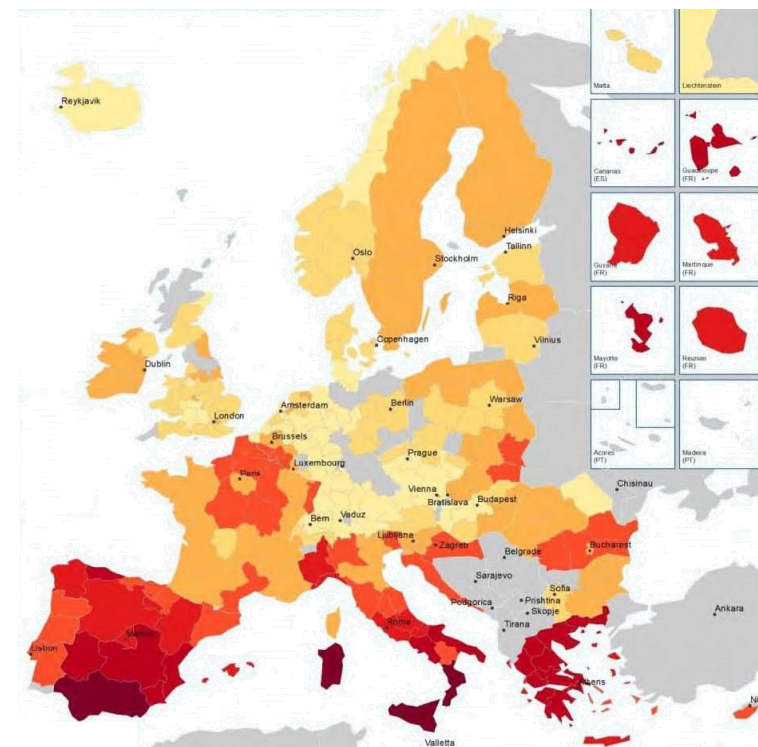 Malta
Liechtenstein
Reykjavik
Canarias
(ES)
Guadeloupe
(FR)
Helsinki
Oslo
Tallinn
Stockholm
Guyane
(FR)
Martinique
(FR)
Riga
Copenhagen
Vilnius
Dublin
Mayotte
(FR)
Reunion
(FR)
Amsterdam
Berlin
Warsaw
London
Brussels
Acores
(PT)
Madeira
(PT)
Luxembourg
Prague
Paris
Chisinau
Vienna
Bratislava
Budapest
Bern
Vaduz
Ljubljana
Zagreb
Belgrade
Bucharest
Sarajevo
Sofia
Prishtina
Podgorica
Skopje
Ankara
Roma
Tirana
Madrid
Lisbon
Athens
Ni
Valletta